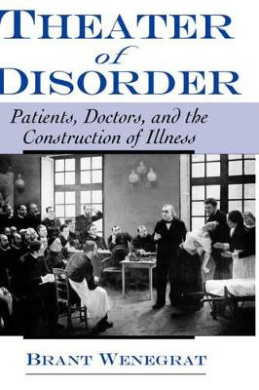 THEATER
of
DISORDER
Patients, Doctors, and the
Construction of Illness
BRANT WENEGRAT